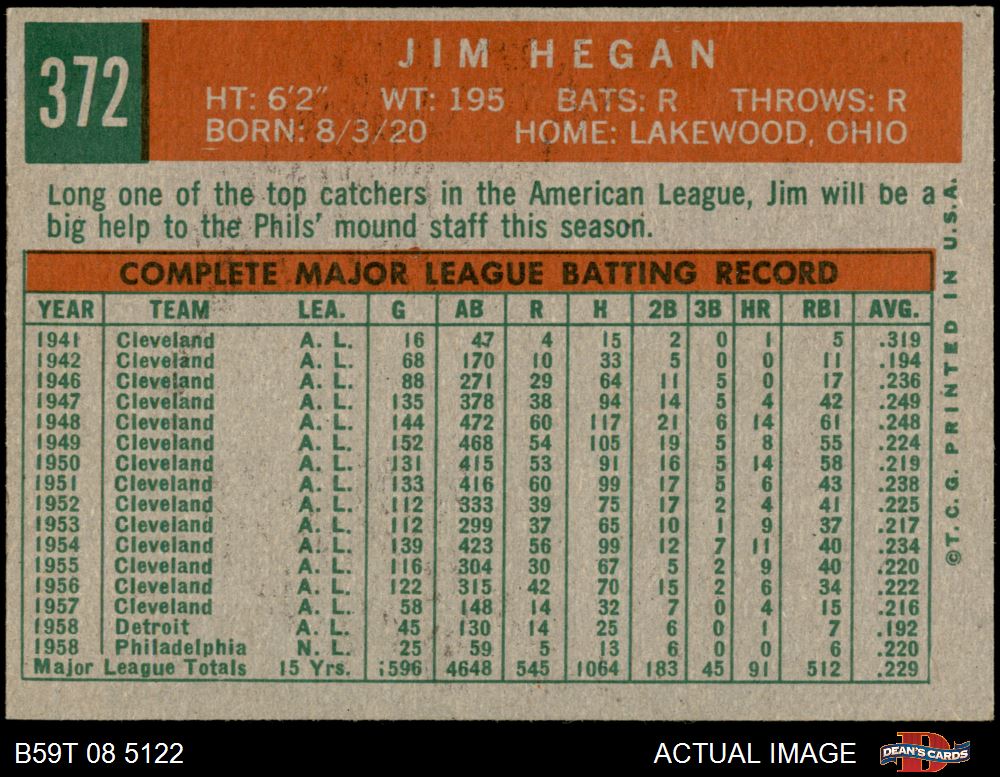 372
JIM HEGAN
HT: 6'2" WT: 195 BATS: R THROWS: R
BORN: 8/3/20 HOME: LAKEWOOD, OHIO
Long one of the top catchers in the American League, Jim will be a
big help to the Phils' mound staff this season.
COMPLETE MAJOR LEAGUE BATTING RECORD
YEAR TEAM LEA. G AB R H 2B 3B HR RBI AVG.
1941 Cleveland A. L. 16 47 4 15 2 0 1 5 .319
1942 Cleveland A. L. 68 170 10 33 5 0 0 11 .194
1946 Cleveland A. L. 88 271 29 64 11 5 0 17 .236
1947 Cleveland A. L. 135 378 38 94 14 5 4 42 .249
1948 Cleveland A. L. 144 472 60 117 21 6 14 61 .248
1949 Cleveland A. L. 152 468 54 105 19 5 8 55 .224
1950 Cleveland A. L. 131 415 53 91 16 5 14 58 .219
1951 Cleveland A. L. 133 416 60 99 17 5 6 43 .238
1952 Cleveland A. L. 112 333 39 75 17 2 4 41 .225
1953 Cleveland A. L. 112 299 37 65 10 1 9 37 .217
1954 Cleveland A. L. 139 423 56 99 12 7 11 40 .234
1955 Cleveland A. L. 116 304 30 67 5 2 9 40 .220
1956 Cleveland A. L. 122 315 42 70 15 2 6 34 .222
1957 Cleveland A. L. 58 148 14 32 7 0 4 15 .216
1958 Detroit A. L. 45 130 14 25 6 0 1 7 .192
1958 Philadelphia N. L. 25 59 5 13 6 0 0 6 .220
Major League Totals 15 Yrs. 1596 4648 545 1064 183 45 91 512 .229
©T.C.G. PRINTED IN U.S.A.
B59T 08 5122 ACTUAL IMAGE DEAN'S CARDS